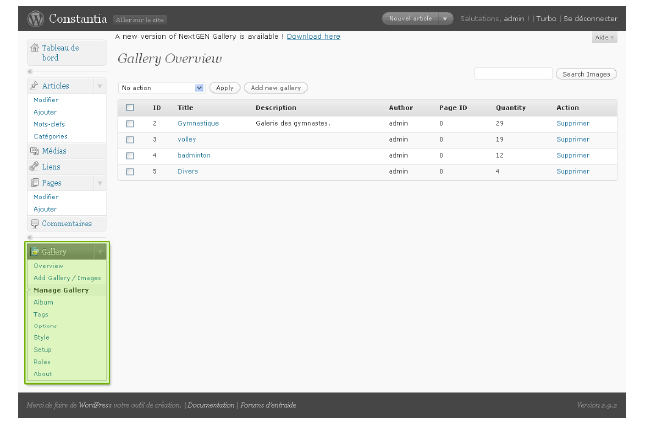 Constantia Aller sur le site Nouvel article Salutations, admin ! | Turbo | Se déconnecter
A new version of NextGEN Gallery is available ! Download here Aide
Tableau de bord
Gallery Overview
Search Images
No action Apply Add new gallery
ID Title Description Author Page ID Quantity Action
2 Gymnastique Galerie des gymnastes. admin 0 29 Supprimer
3 volley admin 0 19 Supprimer
4 badminton admin 0 12 Supprimer
5 Divers admin 0 4 Supprimer
Articles
Modifier
Ajouter
Mots-clefs
Catégories
Médias
Liens
Pages
Modifier
Ajouter
Commentaires
Gallery
Overview
Add Gallery / Images
Manage Gallery
Album
Tags
Options
Style
Setup
Roles
About
Merci de faire de WordPress votre outil de création. | Documentation | Forums d'entraide Version 2.9.2